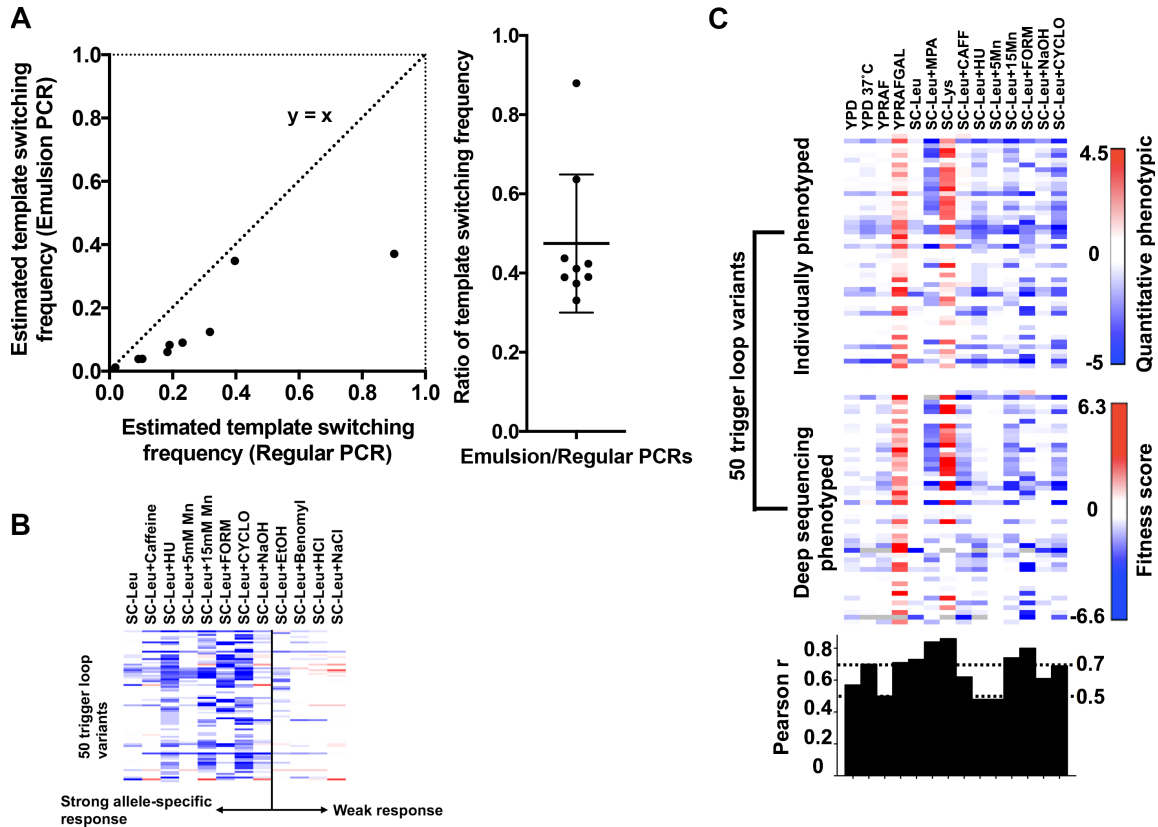 A
Estimated template switching
frequency (Emulsion PCR)
1.0
0.8
0.6
0.4
0.2
0.0
y = x
0.0
0.2
0.4
0.6
0.8
1.0
Estimated template switching
frequency (Regular PCR)
Ratio of template switching frequency
1.0
0.8
0.6
0.4
0.2
0.0
Emulsion/Regular PCRs
B
SC-Leu
SC-Leu+Caffeine
SC-Leu+HU
SC-Leu+5mM Mn
SC-Leu+15mM Mn
SC-Leu+FORM
SC-Leu+CYCLO
SC-Leu+NaOH
SC-Leu+EtOH
SC-Leu+Benomyl
SC-Leu+HCl
SC-Leu+NaCl
50 trigger loop
variants
Strong allele-specific
response
Weak response
C
YPD
YPD 37˚C
YPRAF
YPRAFGAL
SC-Leu
SC-Leu+MPA
SC-Lys
SC-Leu+CAFF
SC-Leu+HU
SC-Leu+5Mn
SC-Leu+15Mn
SC-Leu+FORM
SC-Leu+NaOH
SC-Leu+CYCLO
50 trigger loop variants
Individually phenotyped
4.5
0
-5
Quantitative phenotypic
Deep sequencing
phenotyped
6.3
0
-6.6
Fitness score
Pearson r
0.8
0.6
0.4
0.2
0
0.7
0.5